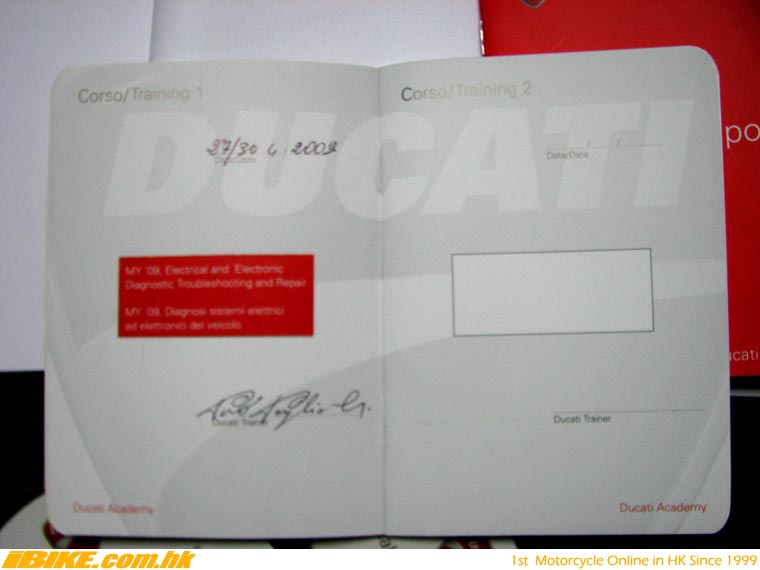 Corso/Training 1
27/30 4. 2009
Data/Date
DUCATI
MY '09, Electrical and Electronic
Diagnostic Troubleshooting and Repair
MY '09, Diagnosi sistemi elettrici
ed elettronici del veicolo
Ducati Trainer
Ducati Academy
Corso/Training 2
/ /
Data/Date
Ducati Trainer
Ducati Academy
po
icati
iBIKE.com.hk
1st Motorcycle Online in HK Since 1999